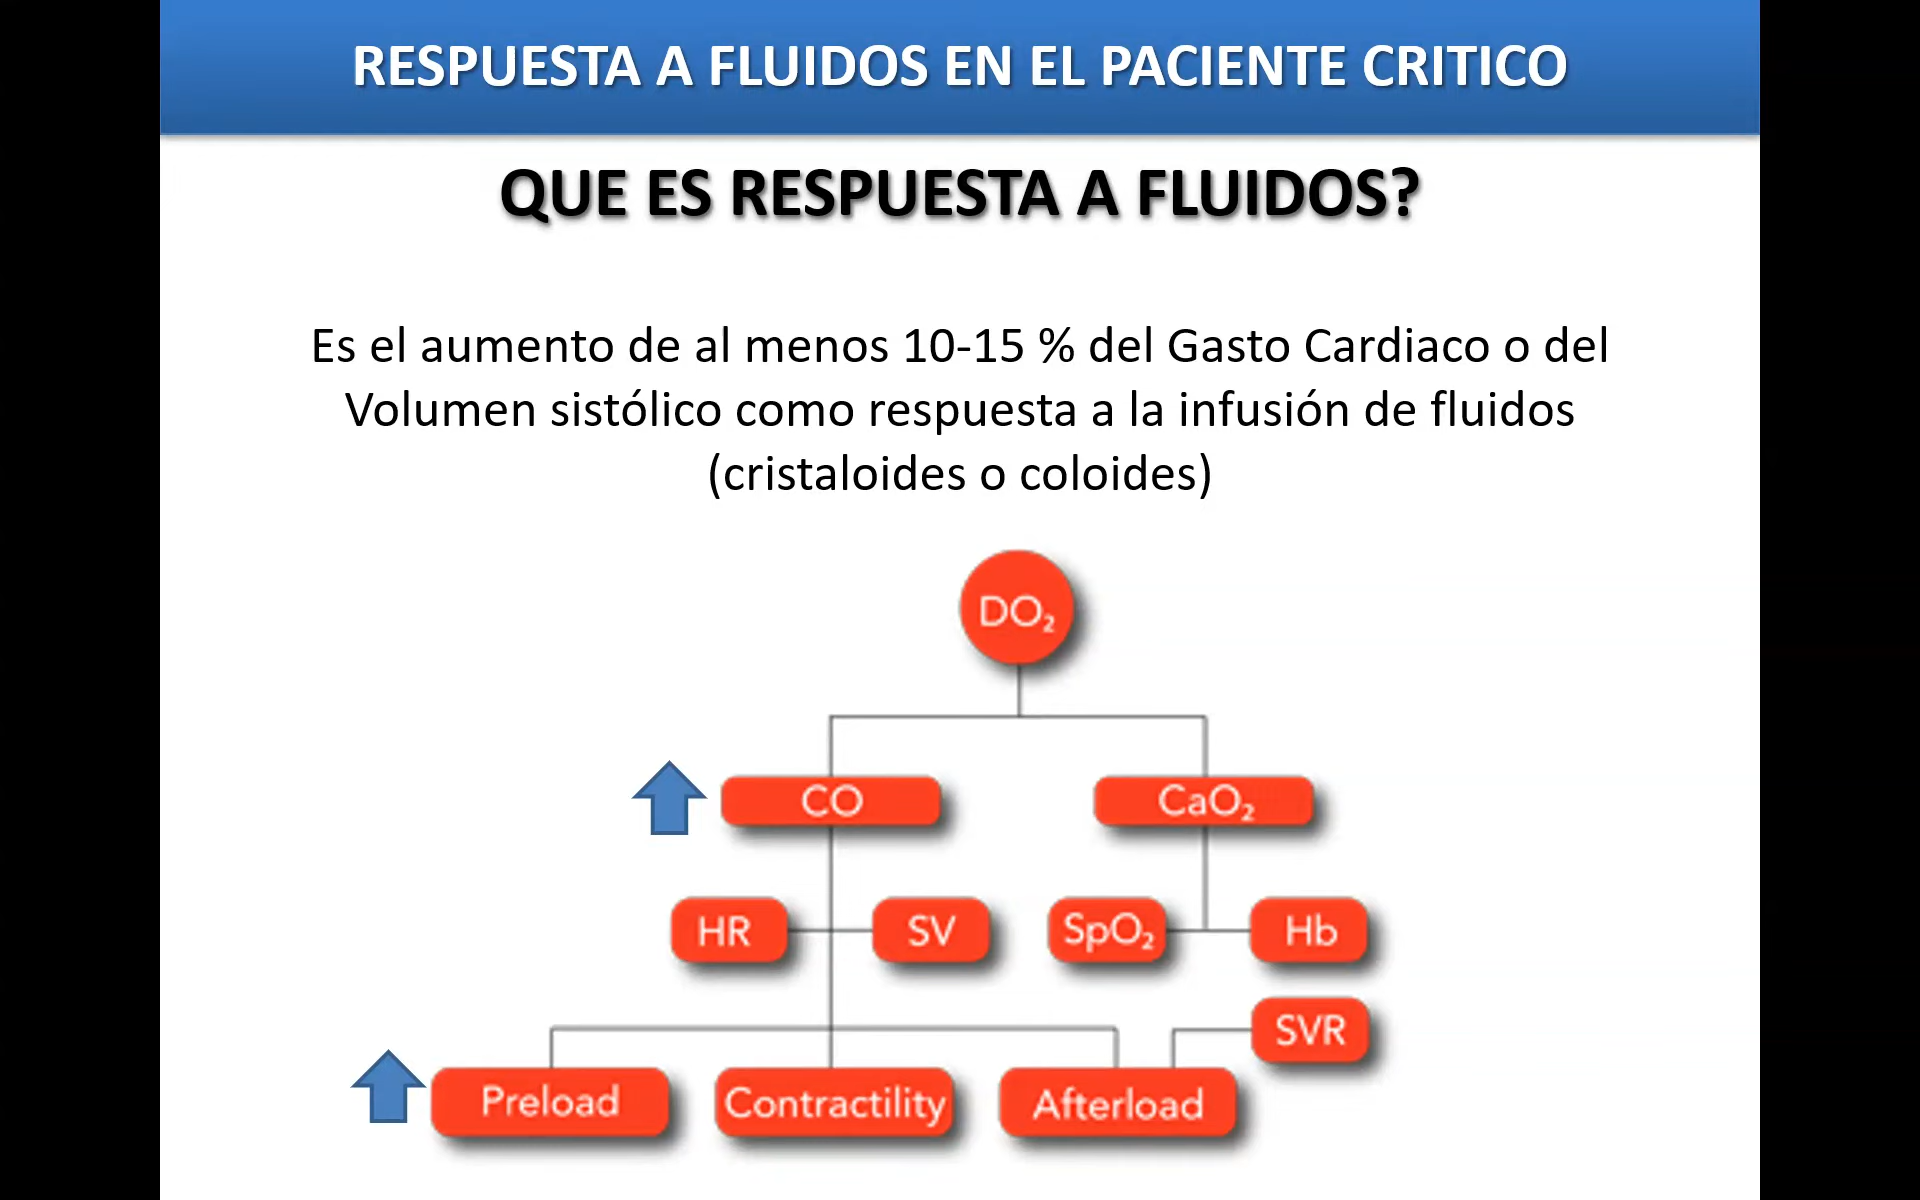 RESPUESTA A FLUIDOS EN EL PACIENTE CRITICO
QUE ES RESPUESTA A FLUIDOS?
Es el aumento de al menos 10-15 % del Gasto Cardiaco o del
Volumen sistólico como respuesta a la infusión de fluidos
(cristaloides o coloides)
DO₂
CO
CaO₂
HR
SV
SpO₂
Hb
SVR
Preload
Contractility
Afterload